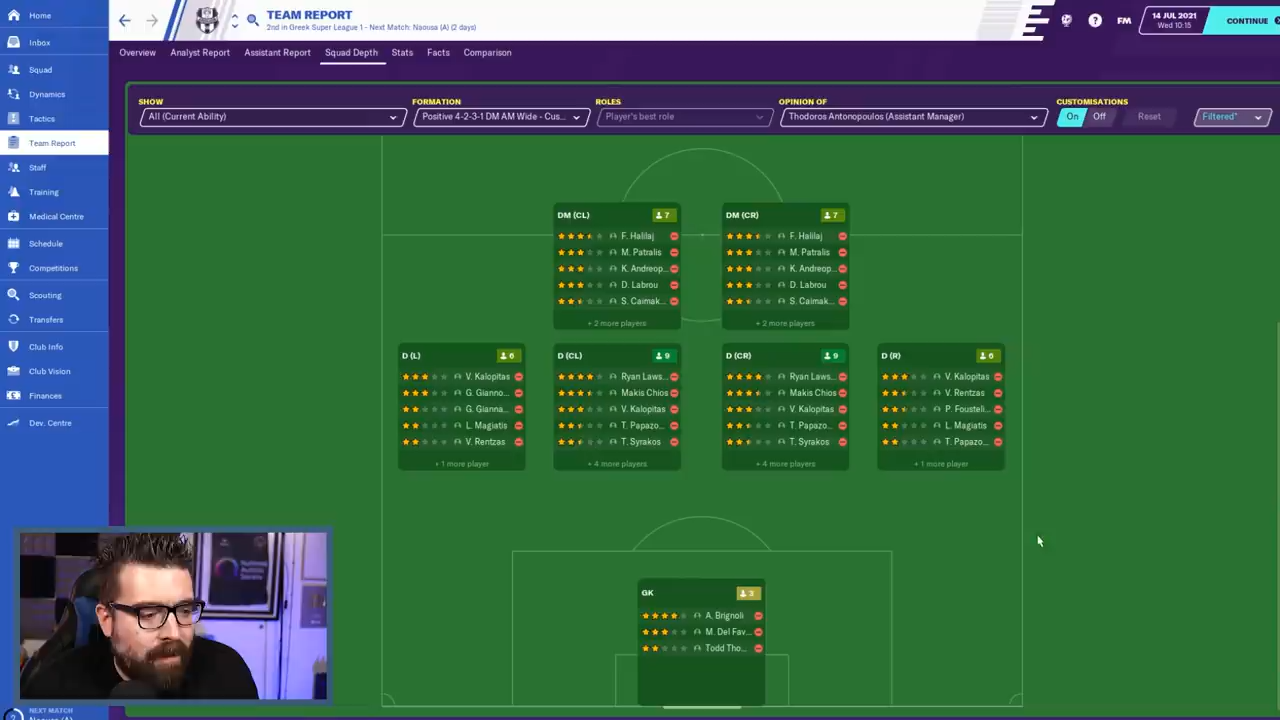 Home
Inbox
Squad
Dynamics
Tactics
Team Report
Staff
Training
Medical Centre
Schedule
Competitions
Scouting
Transfers
Club Info
Club Vision
Finances
Dev. Centre
NEXT MATCH
Naousa (A)
TEAM REPORT
2nd in Greek Super League 1 - Next Match: Naousa (A) (2 days)
FM
14 JUL 2021
Wed 10:15
CONTINUE
Overview Analyst Report Assistant Report Squad Depth Stats Facts Comparison
SHOW
All (Current Ability)
FORMATION
Positive 4-2-3-1 DM AM Wide - Cus...
ROLES
Player's best role
OPINION OF
Thodoros Antonopoulos (Assistant Manager)
CUSTOMISATIONS
On Off Reset
Filtered*
DM (CL) 7
F. Halilaj
M. Patralis
K. Andreop...
D. Labrou
S. Caimak...
+ 2 more players
DM (CR) 7
F. Halilaj
M. Patralis
K. Andreop...
D. Labrou
S. Caimak...
+ 2 more players
D (L) 6
V. Kalopitas
G. Gianno...
G. Gianna...
L. Magiatis
V. Rentzas
+ 1 more player
D (CL) 9
Ryan Laws...
Makis Chios
V. Kalopitas
T. Papazo...
T. Syrakos
+ 4 more players
D (CR) 9
Ryan Laws...
Makis Chios
V. Kalopitas
T. Papazo...
T. Syrakos
+ 4 more players
D (R) 6
V. Kalopitas
V. Rentzas
P. Fousteli...
L. Magiatis
T. Papazo...
+ 1 more player
GK 3
A. Brignoli
M. Del Fav...
Todd Tho...